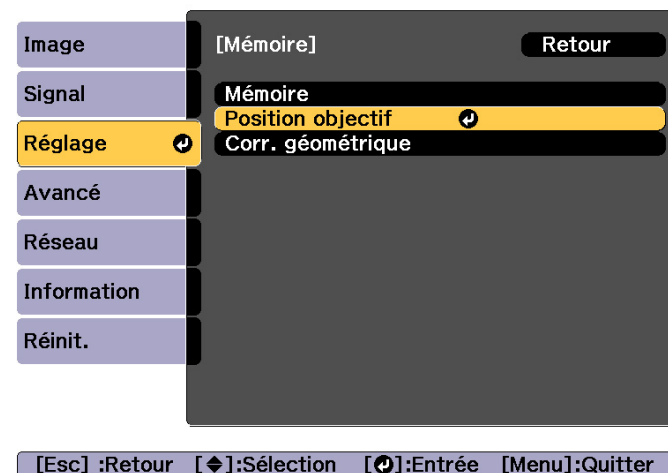 Image
Signal
Réglage
Avancé
Réseau
Information
Réinit.
[Mémoire] Retour
Mémoire
Position objectif
Corr. géométrique
[Esc] :Retour [◆]:Sélection [⏎]:Entrée [Menu]:Quitter